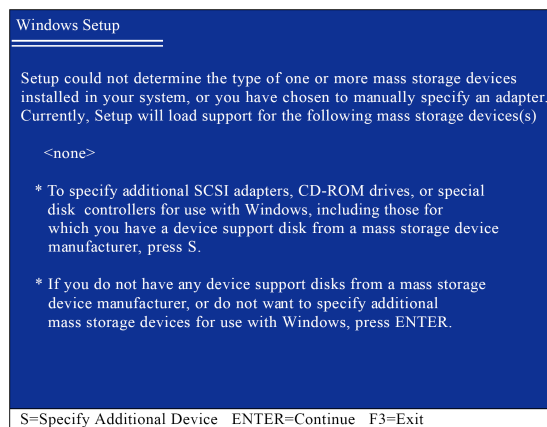 Windows Setup
Setup could not determine the type of one or more mass storage devices
installed in your system, or you have chosen to manually specify an adapter.
Currently, Setup will load support for the following mass storage devices(s)
<none>
* To specify additional SCSI adapters, CD-ROM drives, or special
disk controllers for use with Windows, including those for
which you have a device support disk from a mass storage device
manufacturer, press S.
* If you do not have any device support disks from a mass storage
device manufacturer, or do not want to specify additional
mass storage devices for use with Windows, press ENTER.
S=Specify Additional Device ENTER=Continue F3=Exit